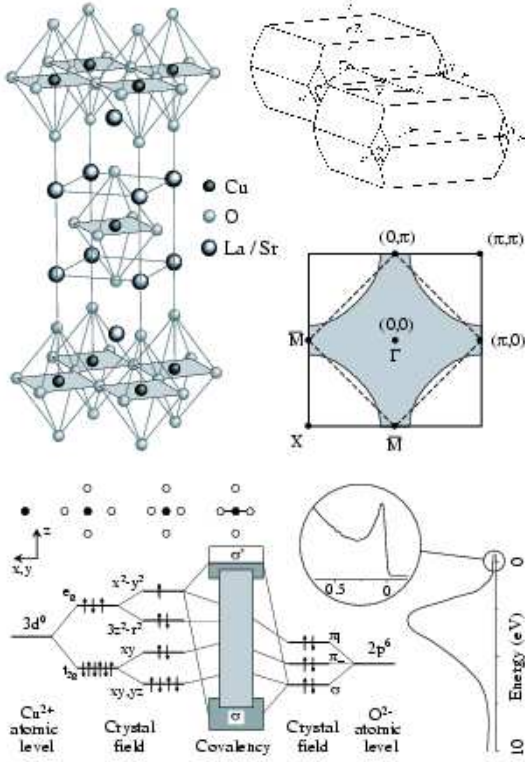 Cu
O
La / Sr
(0,π)
(π,π)
M
(0,0)
Γ
(π,0)
X
M
z
x,y
x²-y²
σ*
e_g
3z²-r²
3d⁹
xy
t_2g
xy,yz
σ
π_
2p⁶
σ
0.5
0
0
Energy (eV)
10
Cu²⁺
atomic
level
Crystal
field
Covalency
Crystal
field
O²⁻
atomic
level